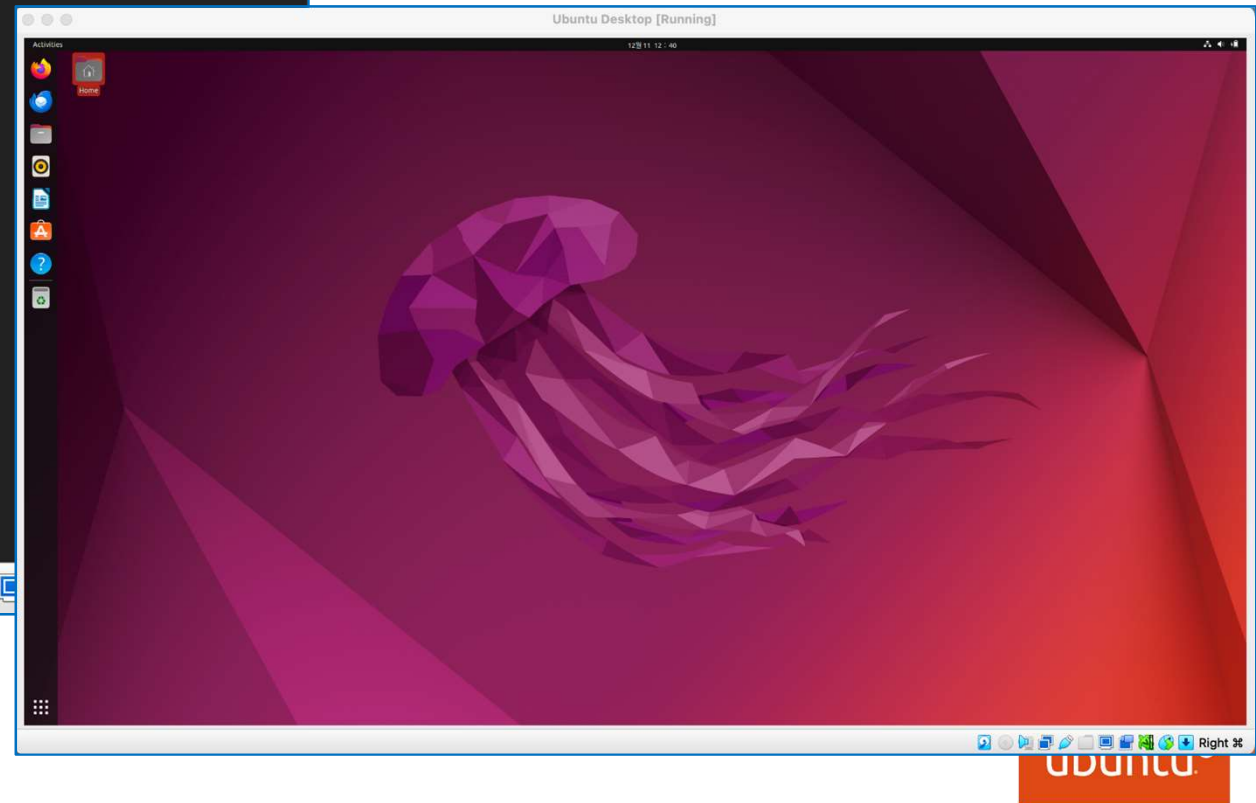 Ubuntu Desktop [Running]
Activities
12월 11 12 : 40
Home
Right ⌘
ubuntu